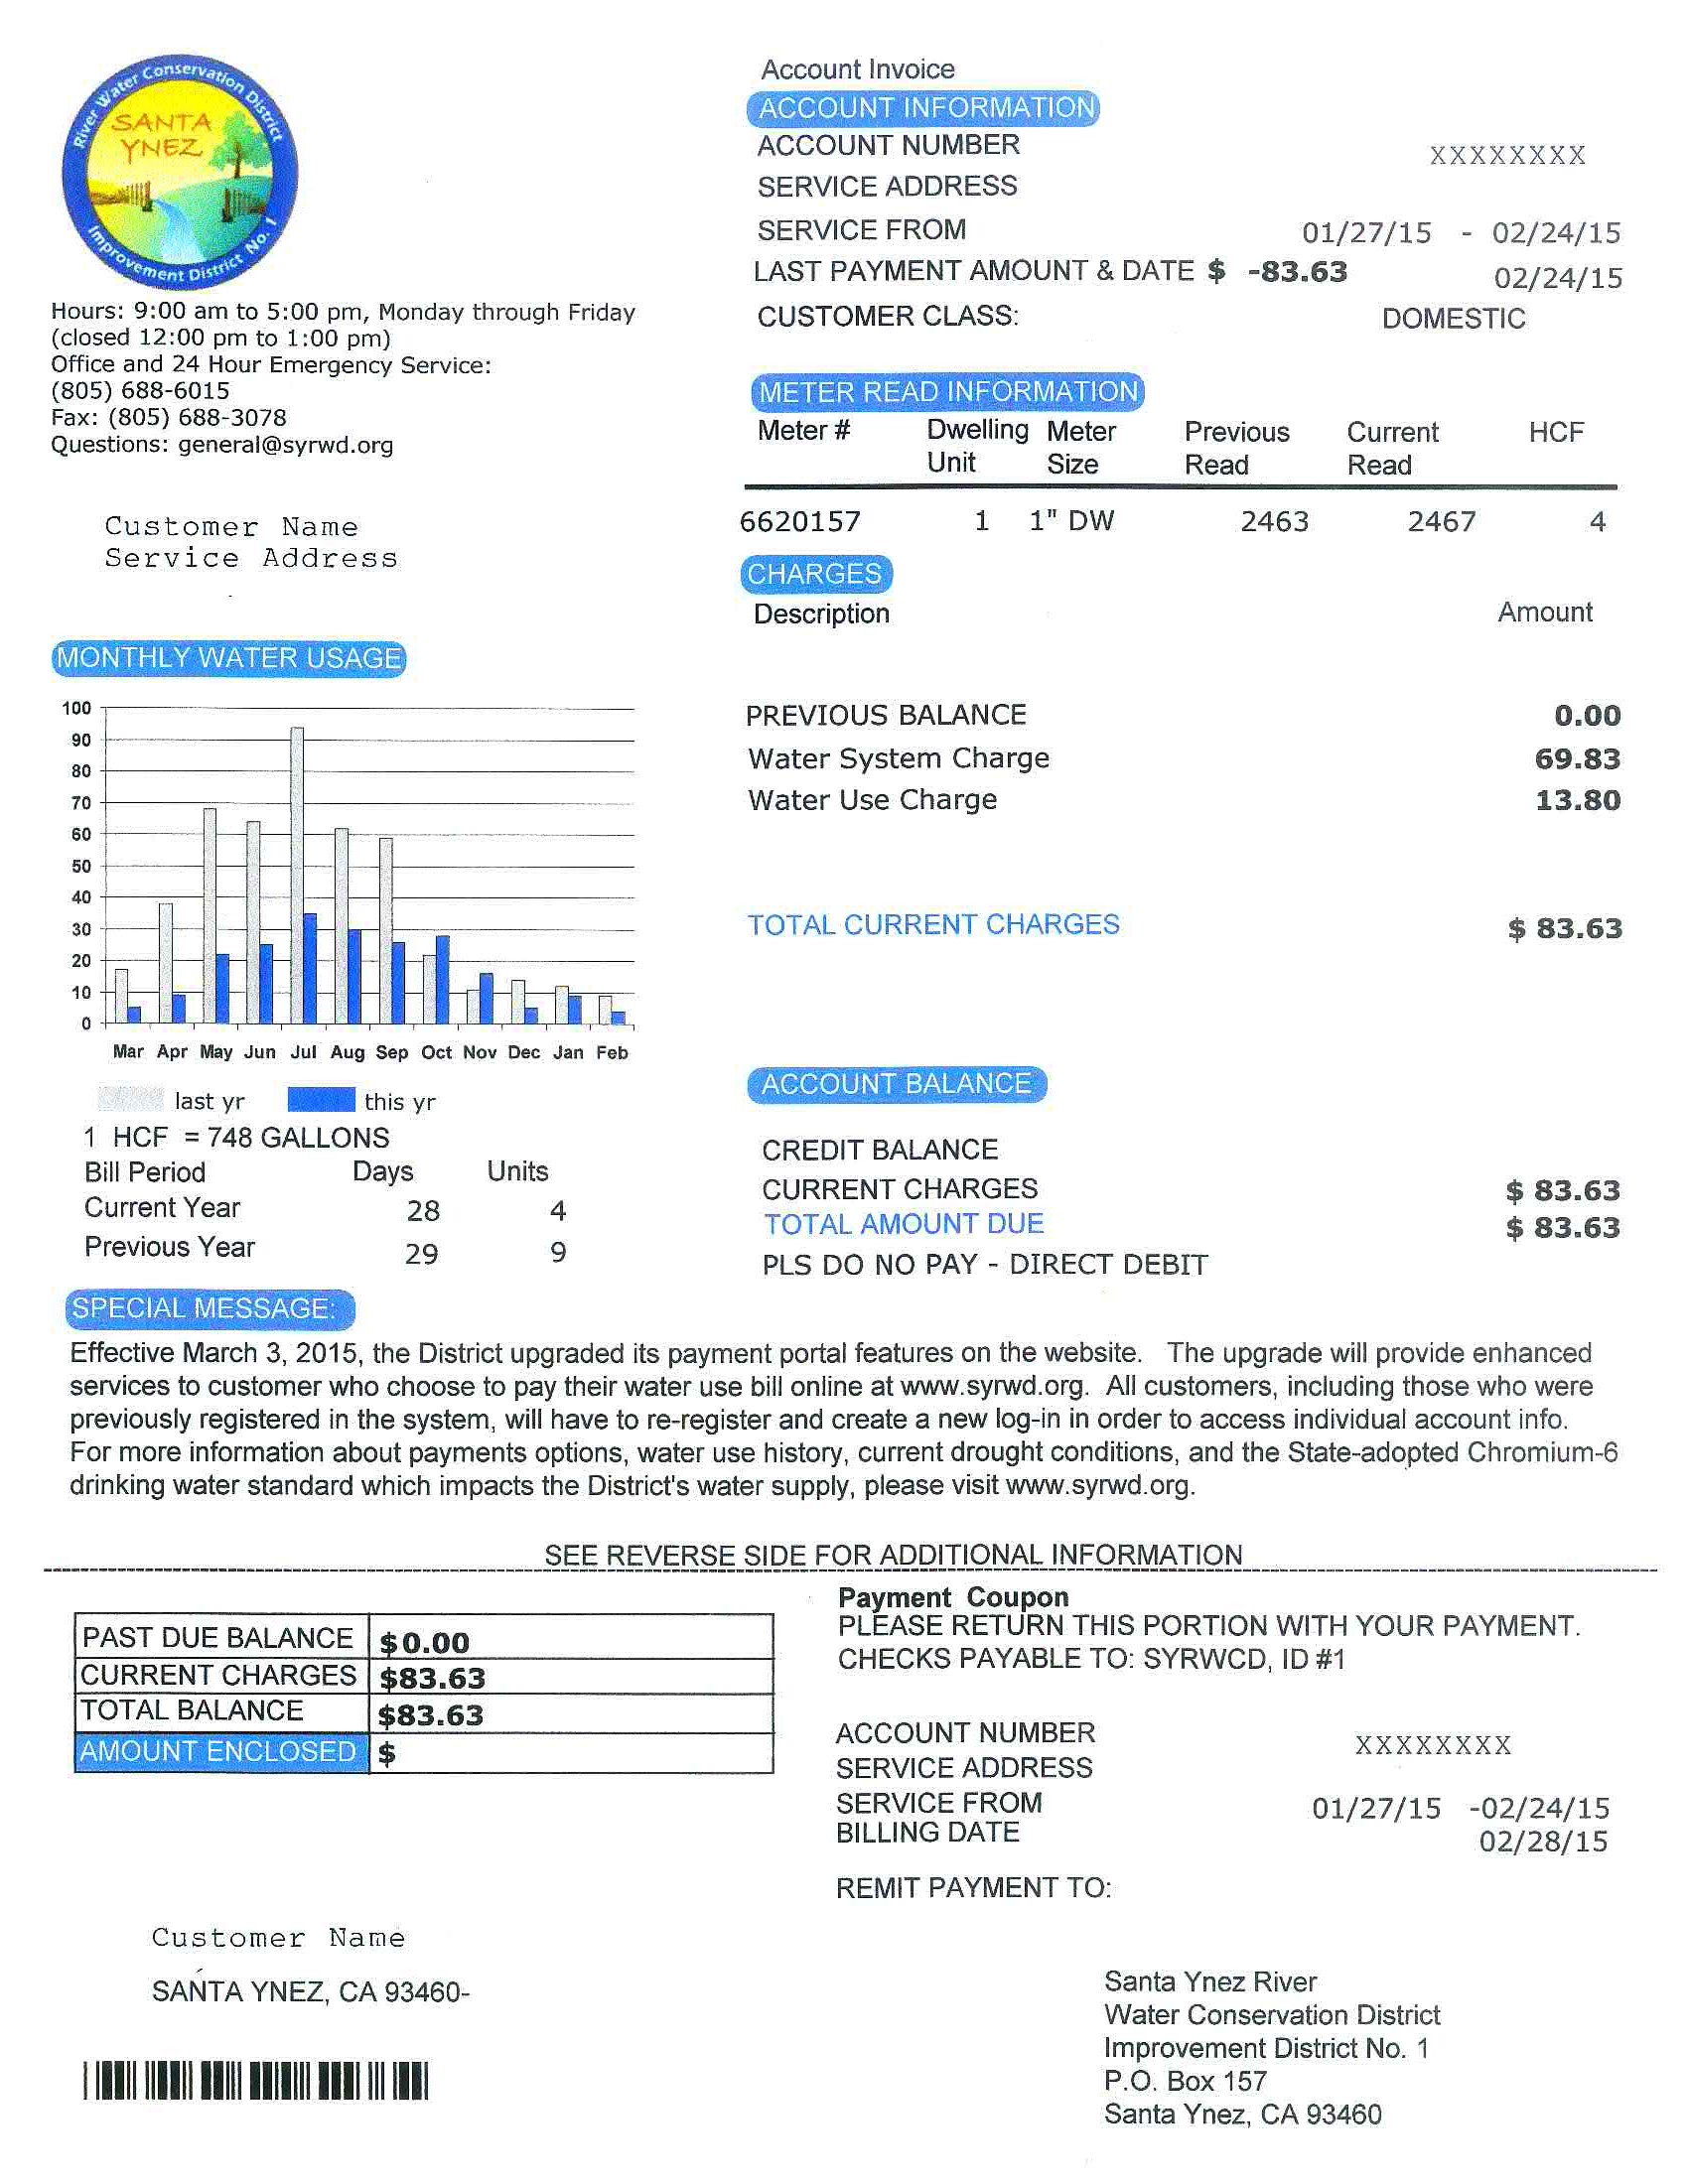 River Water Conservation District
SANTA
YNEZ
Improvement District No. 1
Hours: 9:00 am to 5:00 pm, Monday through Friday
(closed 12:00 pm to 1:00 pm)
Office and 24 Hour Emergency Service:
(805) 688-6015
Fax: (805) 688-3078
Questions: general@syrwd.org
Customer Name
Service Address
Account Invoice
ACCOUNT INFORMATION
ACCOUNT NUMBER XXXXXXXX
SERVICE ADDRESS
SERVICE FROM 01/27/15 - 02/24/15
LAST PAYMENT AMOUNT & DATE $ -83.63 02/24/15
CUSTOMER CLASS: DOMESTIC
METER READ INFORMATION
Meter # Dwelling Meter Previous Current HCF
Unit Size Read Read
6620157 1 1" DW 2463 2467 4
CHARGES
Description Amount
PREVIOUS BALANCE 0.00
Water System Charge 69.83
Water Use Charge 13.80
TOTAL CURRENT CHARGES $ 83.63
MONTHLY WATER USAGE
100
90
80
70
60
50
40
30
20
10
0
Mar Apr May Jun Jul Aug Sep Oct Nov Dec Jan Feb
last yr this yr
1 HCF = 748 GALLONS
Bill Period Days Units
Current Year 28 4
Previous Year 29 9
ACCOUNT BALANCE
CREDIT BALANCE
CURRENT CHARGES $ 83.63
TOTAL AMOUNT DUE $ 83.63
PLS DO NO PAY - DIRECT DEBIT
SPECIAL MESSAGE:
Effective March 3, 2015, the District upgraded its payment portal features on the website. The upgrade will provide enhanced
services to customer who choose to pay their water use bill online at www.syrwd.org. All customers, including those who were
previously registered in the system, will have to re-register and create a new log-in in order to access individual account info.
For more information about payments options, water use history, current drought conditions, and the State-adopted Chromium-6
drinking water standard which impacts the District's water supply, please visit www.syrwd.org.
SEE REVERSE SIDE FOR ADDITIONAL INFORMATION
PAST DUE BALANCE $0.00
CURRENT CHARGES $83.63
TOTAL BALANCE $83.63
AMOUNT ENCLOSED $
Payment Coupon
PLEASE RETURN THIS PORTION WITH YOUR PAYMENT.
CHECKS PAYABLE TO: SYRWCD, ID #1
ACCOUNT NUMBER XXXXXXXX
SERVICE ADDRESS
SERVICE FROM 01/27/15 -02/24/15
BILLING DATE 02/28/15
REMIT PAYMENT TO:
Customer Name
SANTA YNEZ, CA 93460-
Santa Ynez River
Water Conservation District
Improvement District No. 1
P.O. Box 157
Santa Ynez, CA 93460